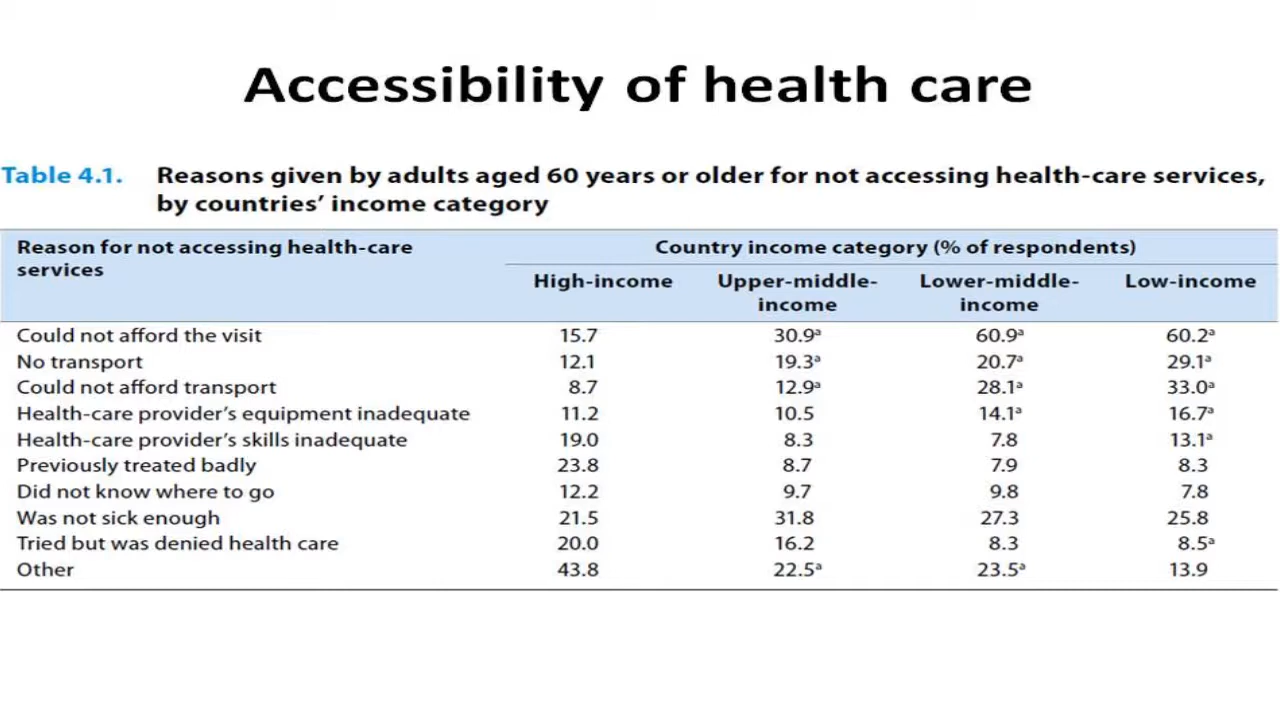 Accessibility of health care
Table 4.1. Reasons given by adults aged 60 years or older for not accessing health-care services,
by countries’ income category
Reason for not accessing health-care
services
Country income category (% of respondents)
High-income Upper-middle-
income Lower-middle-
income Low-income
Could not afford the visit 15.7 30.9ᵃ 60.9ᵃ 60.2ᵃ
No transport 12.1 19.3ᵃ 20.7ᵃ 29.1ᵃ
Could not afford transport 8.7 12.9ᵃ 28.1ᵃ 33.0ᵃ
Health-care provider’s equipment inadequate 11.2 10.5 14.1ᵃ 16.7ᵃ
Health-care provider’s skills inadequate 19.0 8.3 7.8 13.1ᵃ
Previously treated badly 23.8 8.7 7.9 8.3
Did not know where to go 12.2 9.7 9.8 7.8
Was not sick enough 21.5 31.8 27.3 25.8
Tried but was denied health care 20.0 16.2 8.3 8.5ᵃ
Other 43.8 22.5ᵃ 23.5ᵃ 13.9